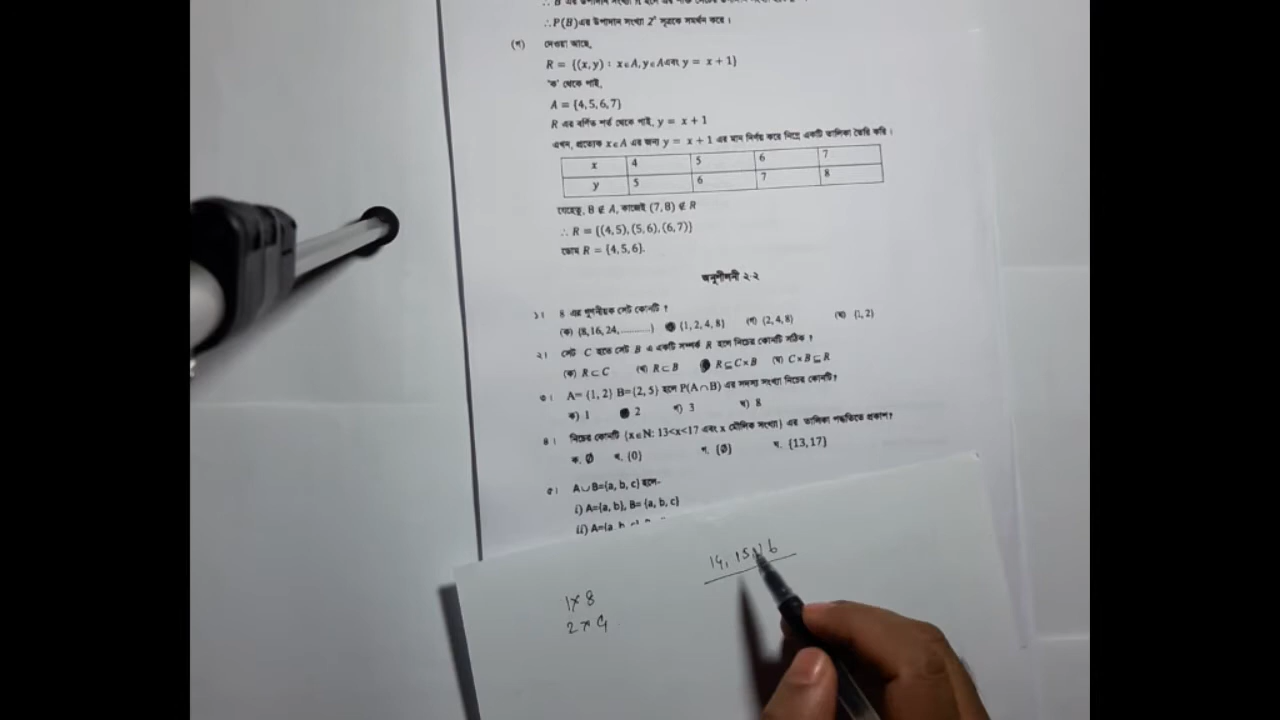 ∴ P(B) এর উপাদান সংখ্যা 2ⁿ সূত্রকে সমর্থন করে ।
(গ) দেওয়া আছে,
R = {(x, y) : x∈A, y∈A এবং y = x + 1}
'ক' থেকে পাই,
A = {4, 5, 6, 7}
R এর বর্ণিত শর্ত থেকে পাই, y = x + 1
এখন, প্রত্যেক x∈A এর জন্য y = x + 1 এর মান নির্ণয় করে নিচে একটি তালিকা তৈরি করি ।
x 4 5 6 7
y 5 6 7 8
যেহেতু, 8 ∉ A, কাজেই (7, 8) ∉ R
∴ R = {(4, 5), (5, 6), (6, 7)}
ডোম R = {4, 5, 6}.
অনুশীলনী ২.২
১। 8 এর গুণনীয়ক সেট কোনটি ?
(ক) {8, 16, 24, ...........} {1, 2, 4, 8} (গ) {2, 4, 8} (ঘ) {1, 2}
২। সেট C হতে সেট B এ একটি সম্পর্ক R হলে নিচের কোনটি সঠিক ?
(ক) R ⊂ C (খ) R ⊂ B R ⊆ C×B (ঘ) C×B ⊆ R
৩। A= {1, 2} B={2, 5} হলে P(A∩B) এর সদস্য সংখ্যা নিচের কোনটি?
ক) 1 2 গ) 3 ঘ) 8
৪। নিচের কোনটি {x∈N: 13<x<17 এবং x মৌলিক সংখ্যা} এর তালিকা পদ্ধতিতে প্রকাশ?
ক. ∅ খ. {0} গ. {∅} ঘ. {13, 17}
৫। A∪B={a, b, c} হলে-
i) A={a, b}, B= {a, b, c}
ii) A={a
14, 15, 16
1×8
2×4